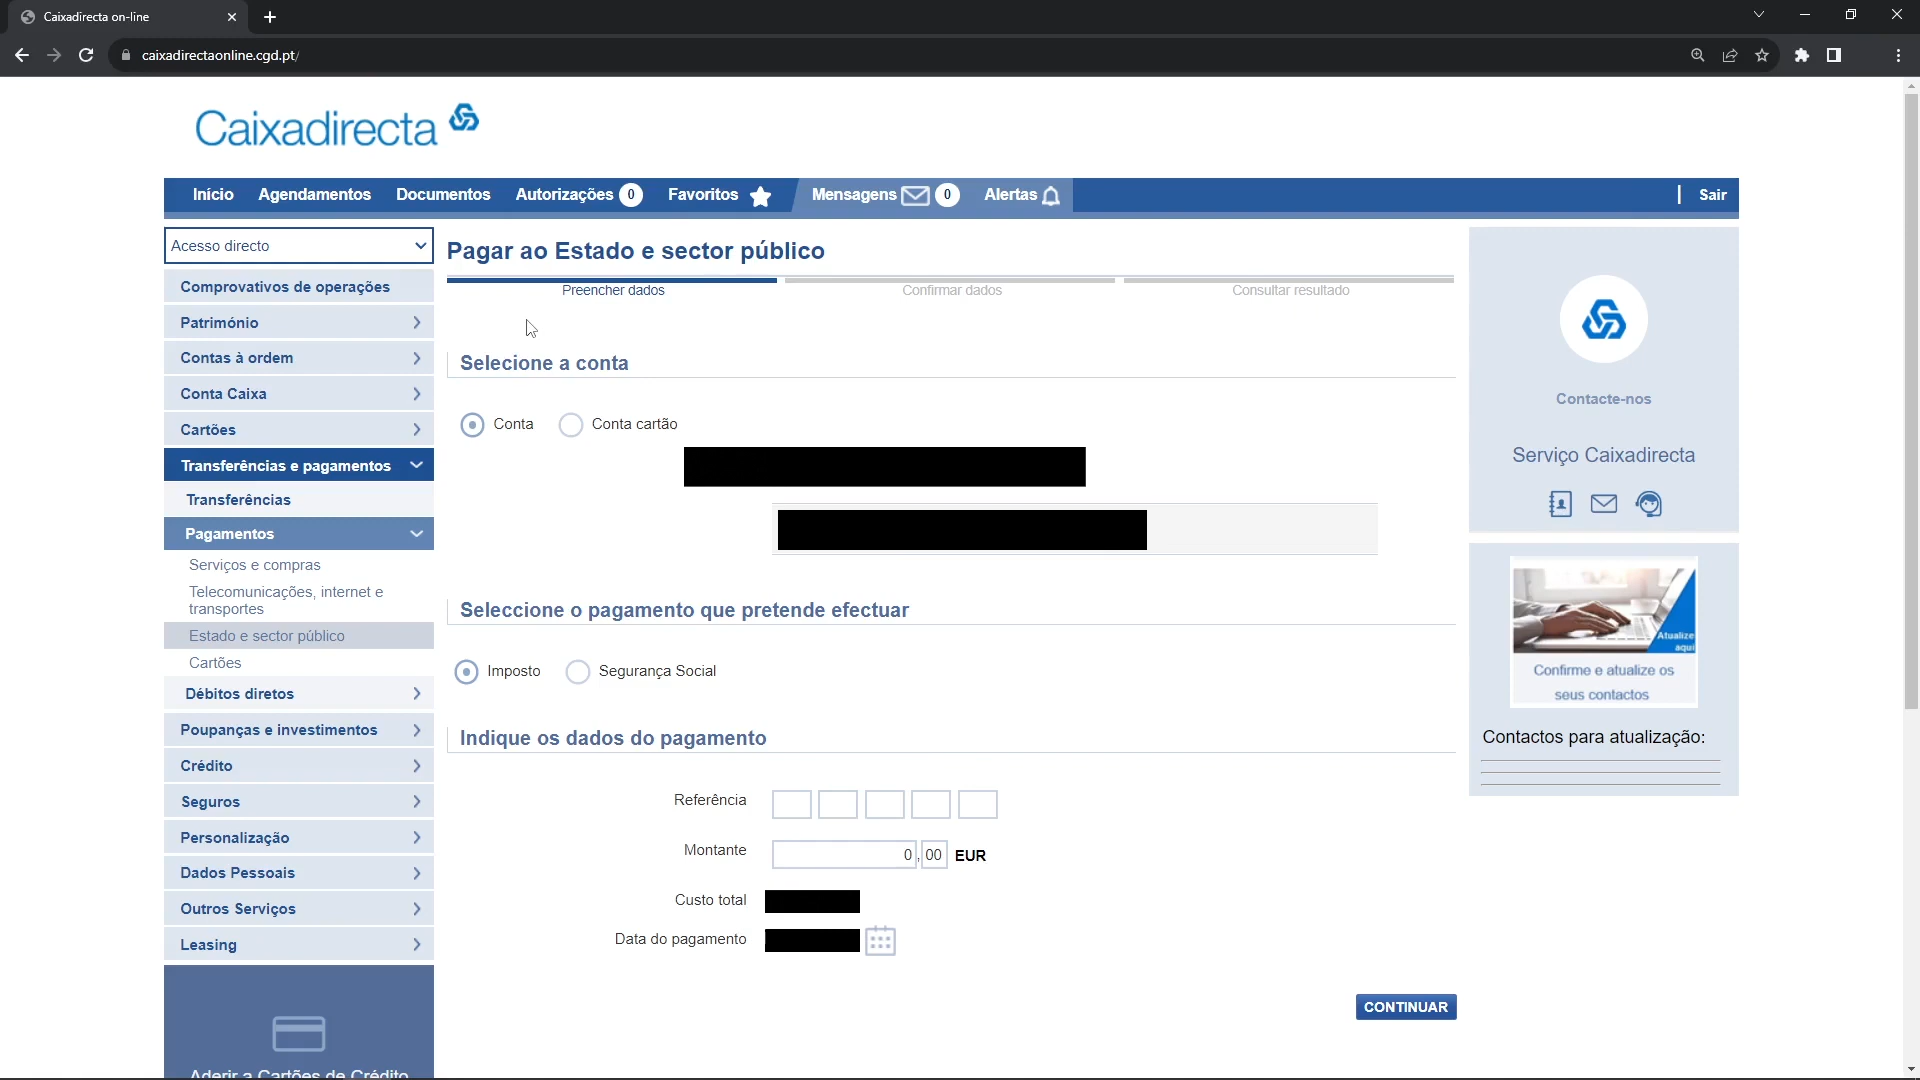 Caixadirecta on-line
caixadirectaonline.cgd.pt/
Caixadirecta
Início Agendamentos Documentos Autorizações 0 Favoritos Mensagens 0 Alertas | Sair
Acesso directo
Comprovativos de operações
Património
Contas à ordem
Conta Caixa
Cartões
Transferências e pagamentos
Transferências
Pagamentos
Serviços e compras
Telecomunicações, internet e
transportes
Estado e sector público
Cartões
Débitos diretos
Poupanças e investimentos
Crédito
Seguros
Personalização
Dados Pessoais
Outros Serviços
Leasing
Aderir a Cartões de Crédito
Pagar ao Estado e sector público
Preencher dados Confirmar dados Consultar resultado
Selecione a conta
Conta Conta cartão
Seleccione o pagamento que pretende efectuar
Imposto Segurança Social
Indique os dados do pagamento
Referência
Montante 0 , 00 EUR
Custo total
Data do pagamento
CONTINUAR
Contacte-nos
Serviço Caixadirecta
Atualize
aqui
Confirme e atualize os
seus contactos
Contactos para atualização: